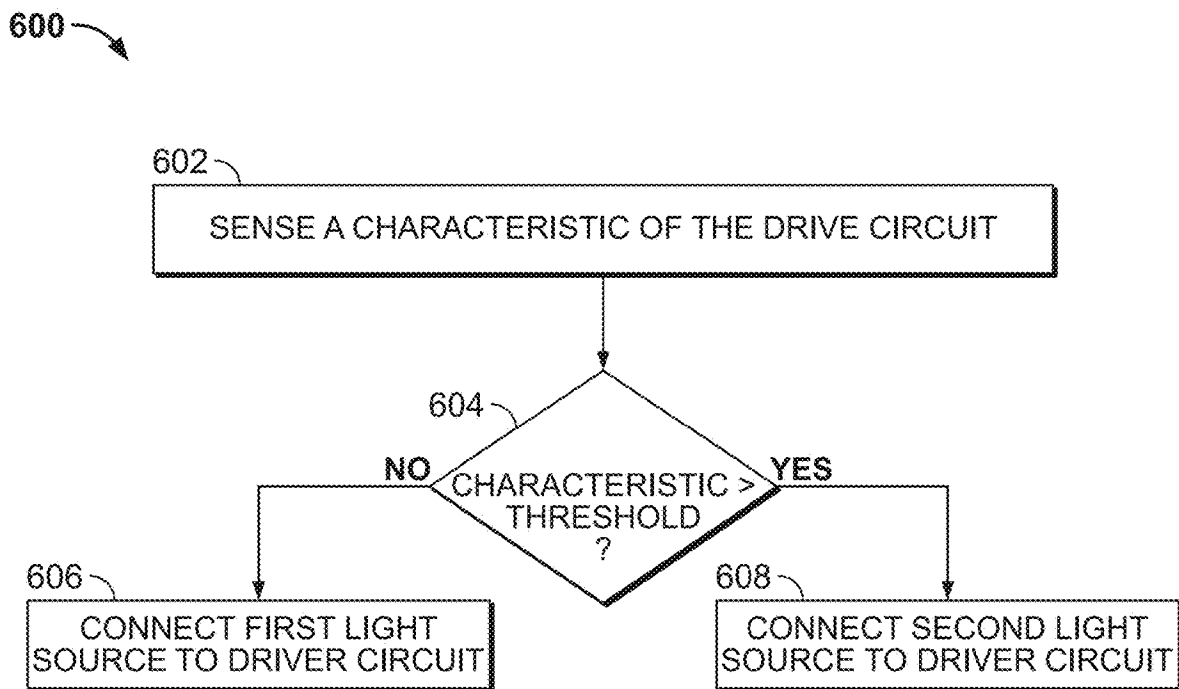 600
602
SENSE A CHARACTERISTIC OF THE DRIVE CIRCUIT
604
NO
YES
CHARACTERISTIC >
THRESHOLD
?
606
CONNECT FIRST LIGHT
SOURCE TO DRIVER CIRCUIT
608
CONNECT SECOND LIGHT
SOURCE TO DRIVER CIRCUIT